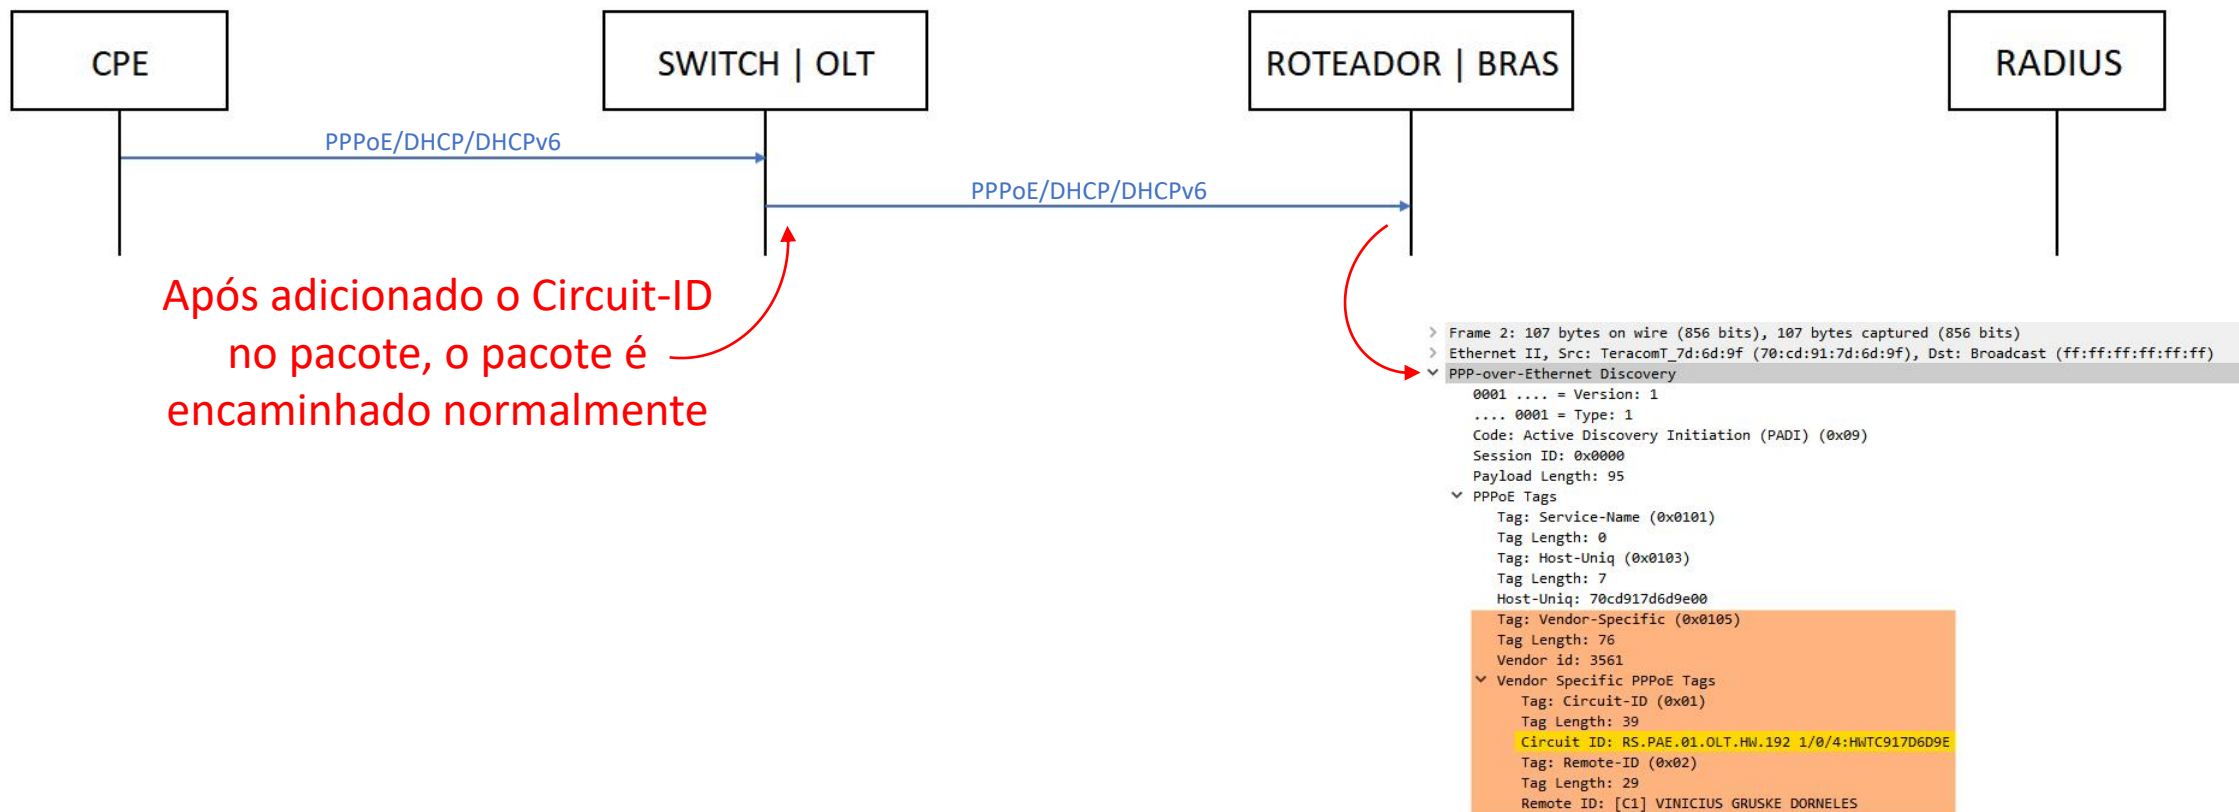 CPE
SWITCH | OLT
ROTEADOR | BRAS
RADIUS
PPPoE/DHCP/DHCPv6
PPPoE/DHCP/DHCPv6
Após adicionado o Circuit-ID
no pacote, o pacote é
encaminhado normalmente
Frame 2: 107 bytes on wire (856 bits), 107 bytes captured (856 bits)
Ethernet II, Src: TeracomT_7d:6d:9f (70:cd:91:7d:6d:9f), Dst: Broadcast (ff:ff:ff:ff:ff:ff)
PPP-over-Ethernet Discovery
0001 .... = Version: 1
.... 0001 = Type: 1
Code: Active Discovery Initiation (PADI) (0x09)
Session ID: 0x0000
Payload Length: 95
PPPoE Tags
Tag: Service-Name (0x0101)
Tag Length: 0
Tag: Host-Uniq (0x0103)
Tag Length: 7
Host-Uniq: 70cd917d6d9e00
Tag: Vendor-Specific (0x0105)
Tag Length: 76
Vendor id: 3561
Vendor Specific PPPoE Tags
Tag: Circuit-ID (0x01)
Tag Length: 39
Circuit ID: RS.PAE.01.OLT.HW.192 1/0/4:HWTC917D6D9E
Tag: Remote-ID (0x02)
Tag Length: 29
Remote ID: [C1] VINICIUS GRUSKE DORNELES